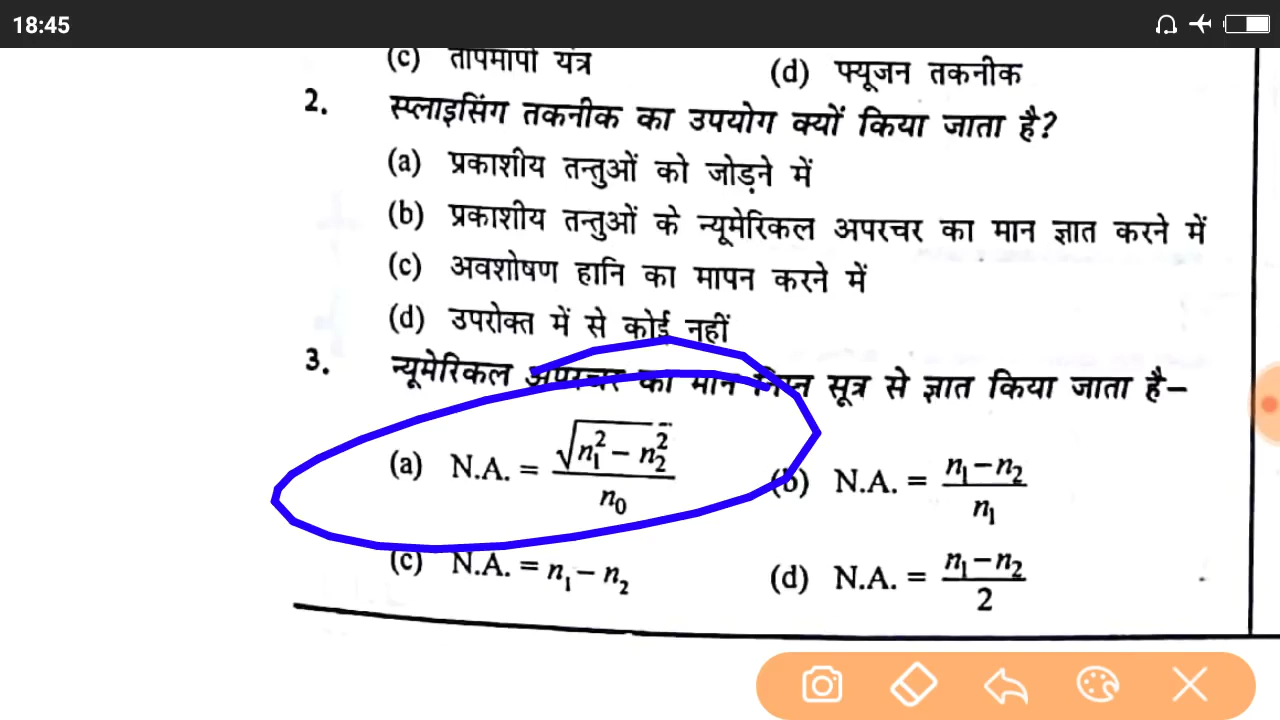 18:45
(c) तापमापी यंत्र (d) फ्यूजन तकनीक
2. स्प्लाइसिंग तकनीक का उपयोग क्यों किया जाता है?
(a) प्रकाशीय तन्तुओं को जोड़ने में
(b) प्रकाशीय तन्तुओं के न्यूमेरिकल अपरचर का मान ज्ञात करने में
(c) अवशोषण हानि का मापन करने में
(d) उपरोक्त में से कोई नहीं
3. न्यूमेरिकल अपरचर का मान निम्न सूत्र से ज्ञात किया जाता है–
(a) N.A. = √(n₁² – n₂²) / n₀ (b) N.A. = (n₁ – n₂) / n₁
(c) N.A. = n₁ – n₂ (d) N.A. = (n₁ – n₂) / 2